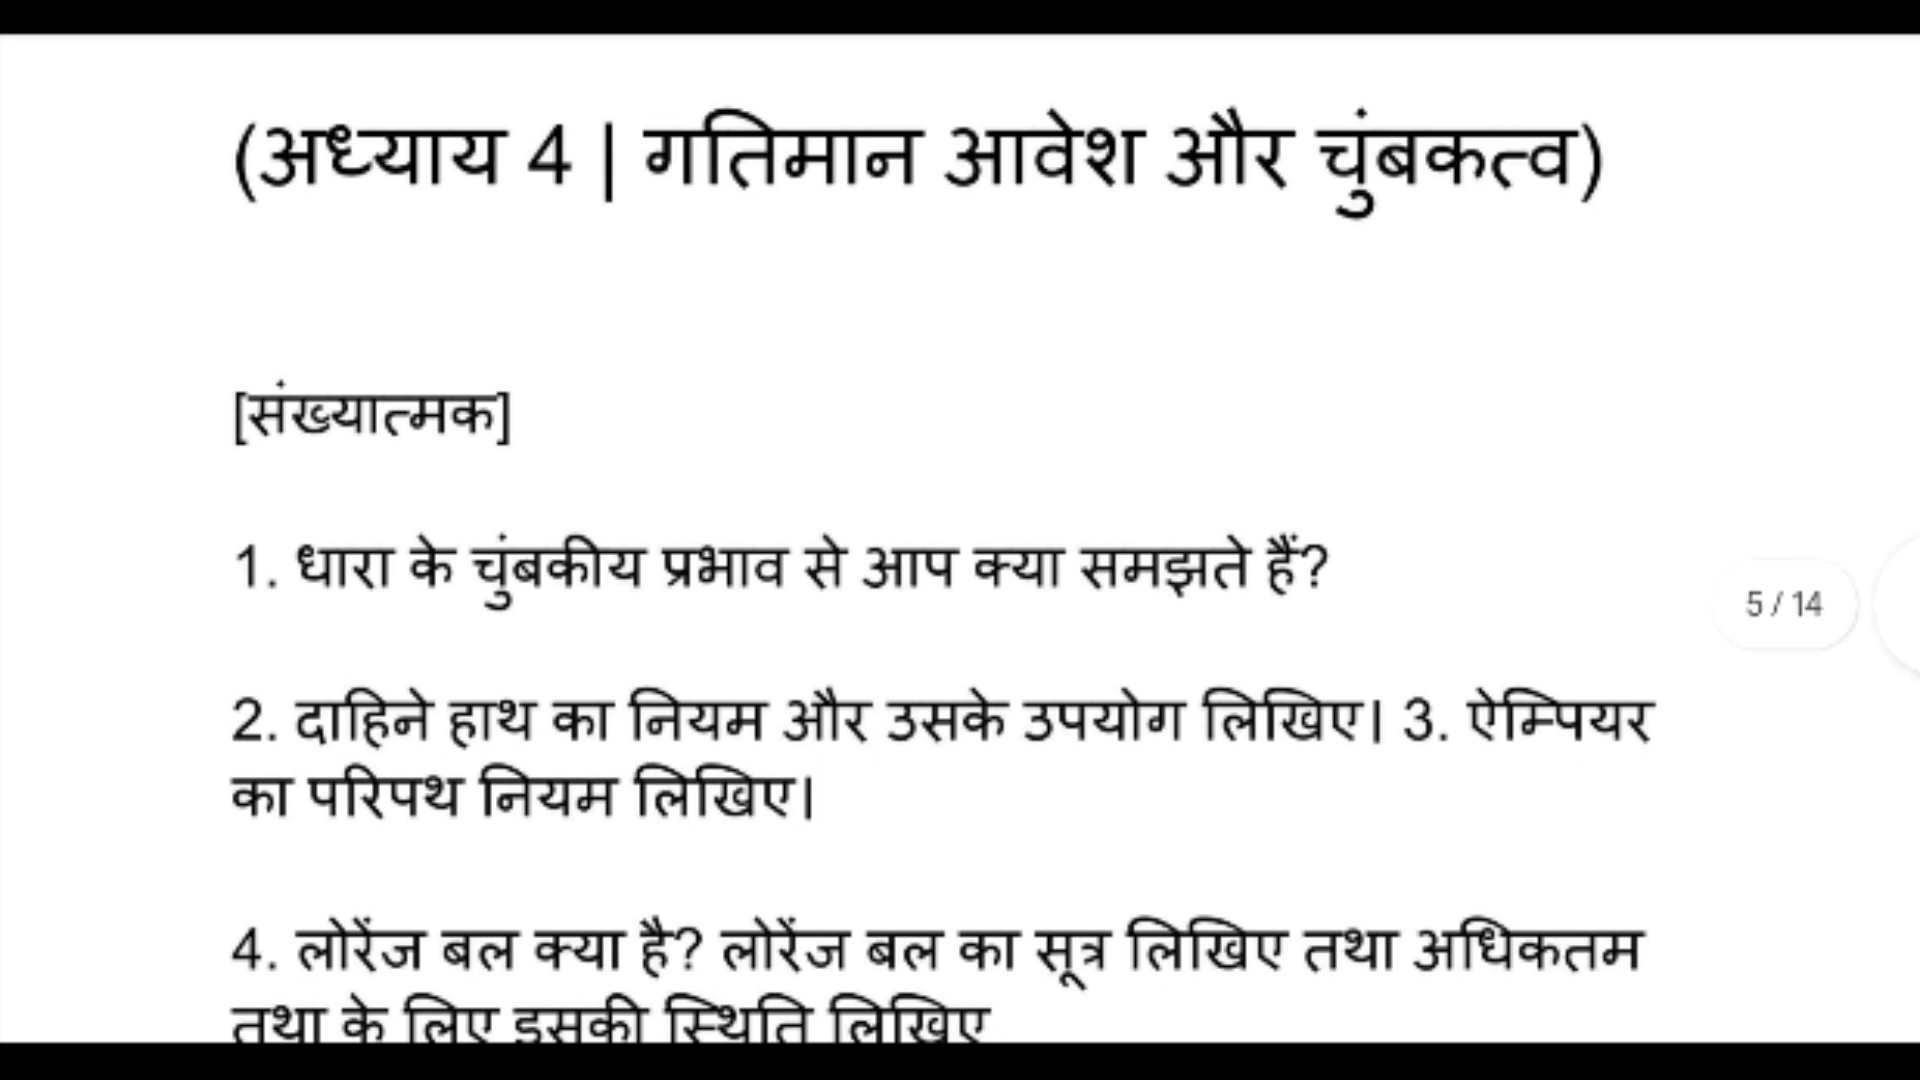 (अध्याय 4 | गतिमान आवेश और चुंबकत्व)
[संख्यात्मक]
1. धारा के चुंबकीय प्रभाव से आप क्या समझते हैं?
5 / 14
2. दाहिने हाथ का नियम और उसके उपयोग लिखिए। 3. ऐम्पियर
का परिपथ नियम लिखिए।
4. लोरेंज बल क्या है? लोरेंज बल का सूत्र लिखिए तथा अधिकतम
तथा के लिए इसकी स्थिति लिखिए